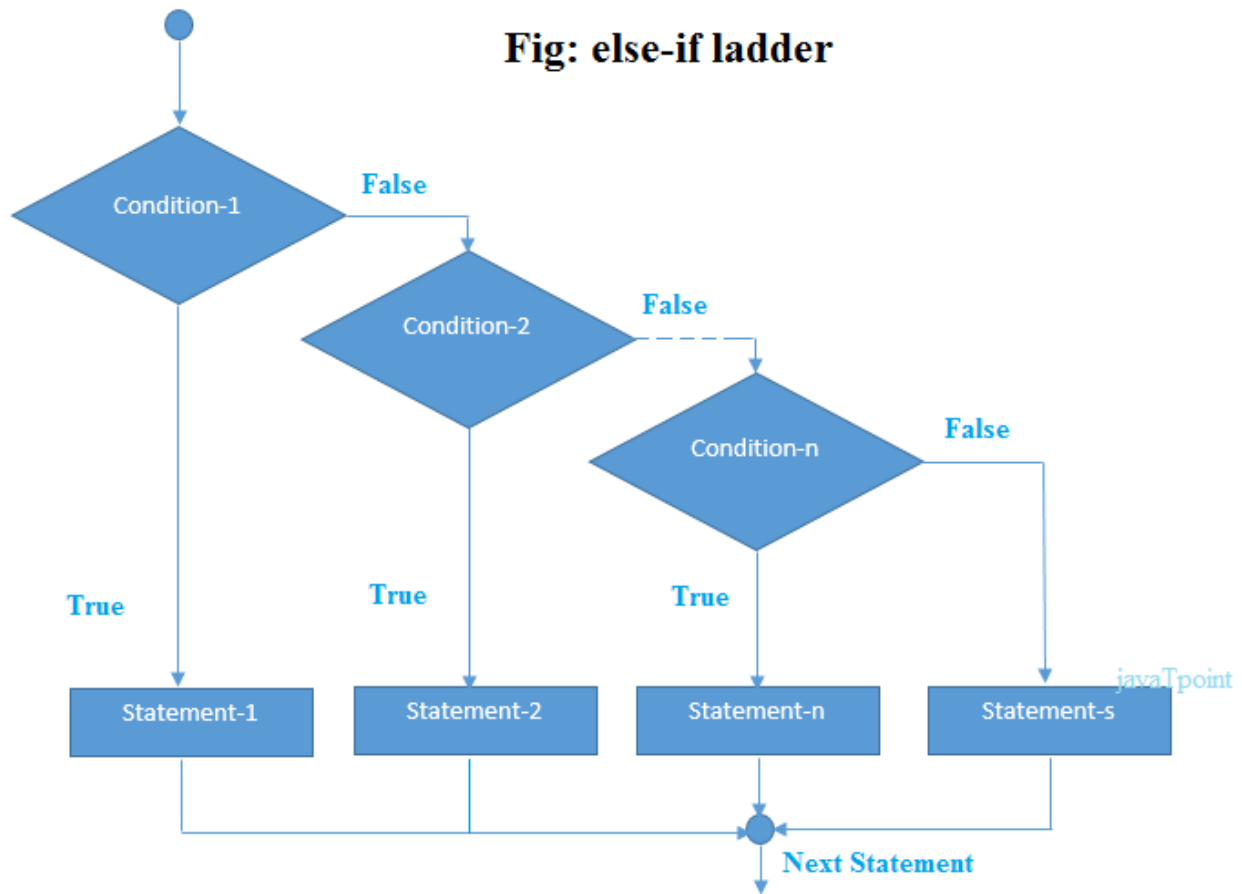 Fig: else-if ladder
Condition-1
False
Condition-2
False
Condition-n
False
True
True
True
javaTpoint
Statement-1
Statement-2
Statement-n
Statement-s
Next Statement